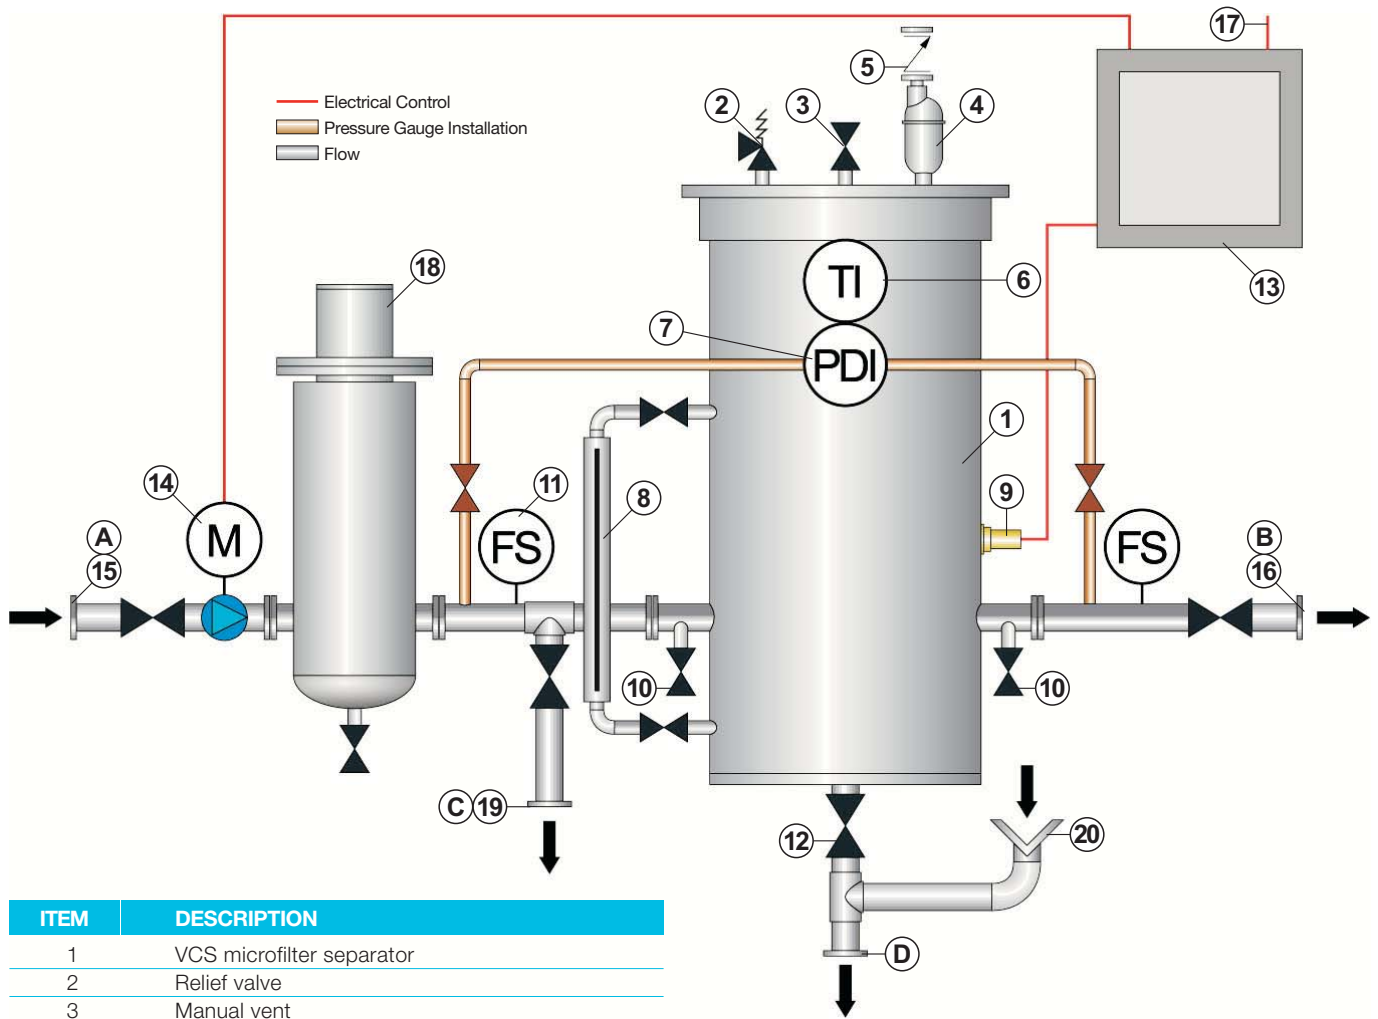 17
5
2
3
4
Electrical Control
Pressure Gauge Installation
Flow
18
TI
6
13
7
PDI
1
14
11
8
9
M
FS
FS
A
15
B
16
10
10
C 19
12
20
D
ITEM DESCRIPTION
1 VCS microfilter separator
2 Relief valve
3 Manual vent